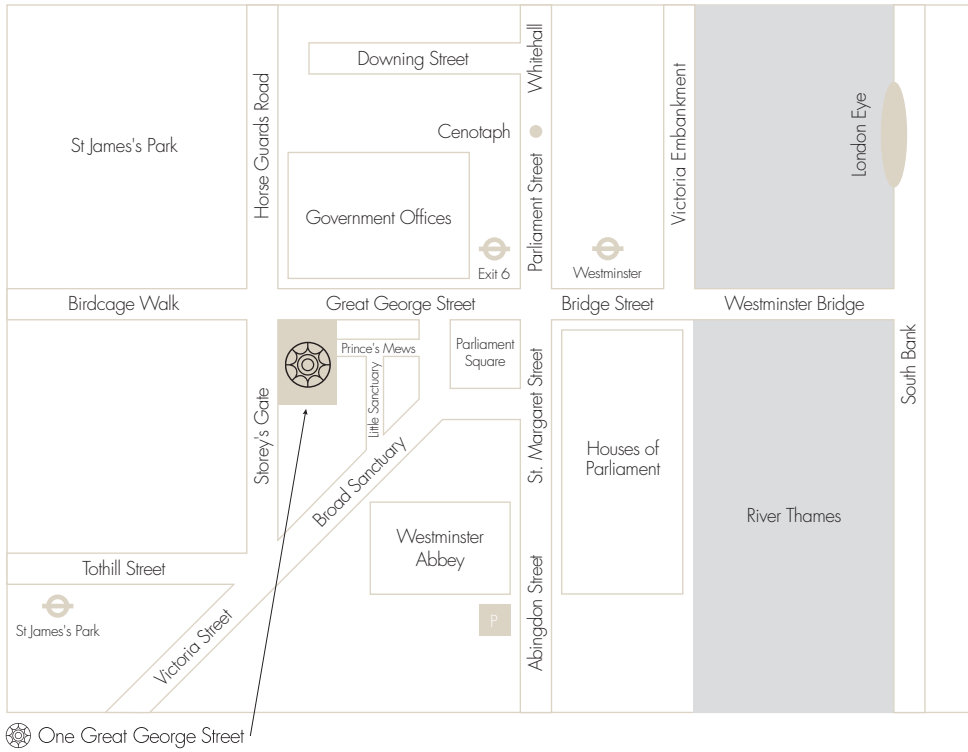 Downing Street
Whitehall
Horse Guards Road
Victoria Embankment
London Eye
St James's Park
Cenotaph
Parliament Street
Government Offices
Exit 6
Westminster
Birdcage Walk
Great George Street
Bridge Street
Westminster Bridge
Prince's Mews
Parliament
Square
Little Sanctuary
St. Margaret Street
South Bank
Storey's Gate
Broad Sanctuary
Houses of
Parliament
River Thames
Westminster
Abbey
Tothill Street
Abingdon Street
P
St James's Park
Victoria Street
One Great George Street